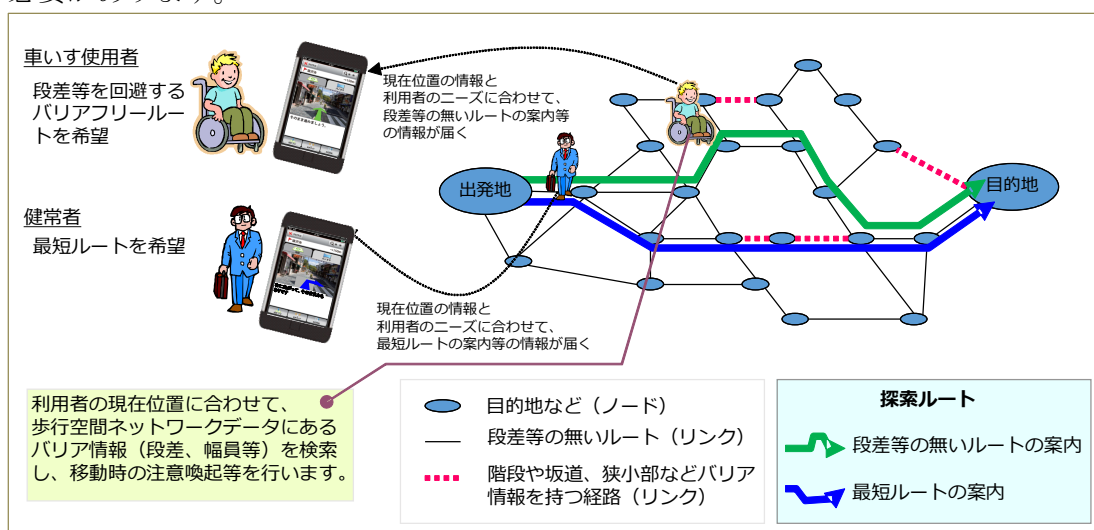 車いす使用者
段差等を回避する
バリアフリールー
トを希望
現在位置の情報と
利用者のニーズに合わせて、
段差等の無いルートの案内等
の情報が届く
出発地
目的地
健常者
最短ルートを希望
現在位置の情報と
利用者のニーズに合わせて、
最短ルートの案内等の情報が届く
利用者の現在位置に合わせて、
歩行空間ネットワークデータにある
バリア情報（段差、幅員等）を検索
し、移動時の注意喚起等を行います。
目的地など（ノード）
段差等の無いルート（リンク）
階段や坂道、狭小部などバリア
情報を持つ経路（リンク）
探索ルート
段差等の無いルートの案内
最短ルートの案内